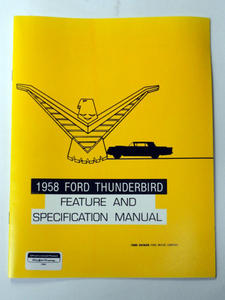 1958 FORD THUNDERBIRD
FEATURE AND
SPECIFICATION MANUAL
FORD DIVISION FORD MOTOR COMPANY